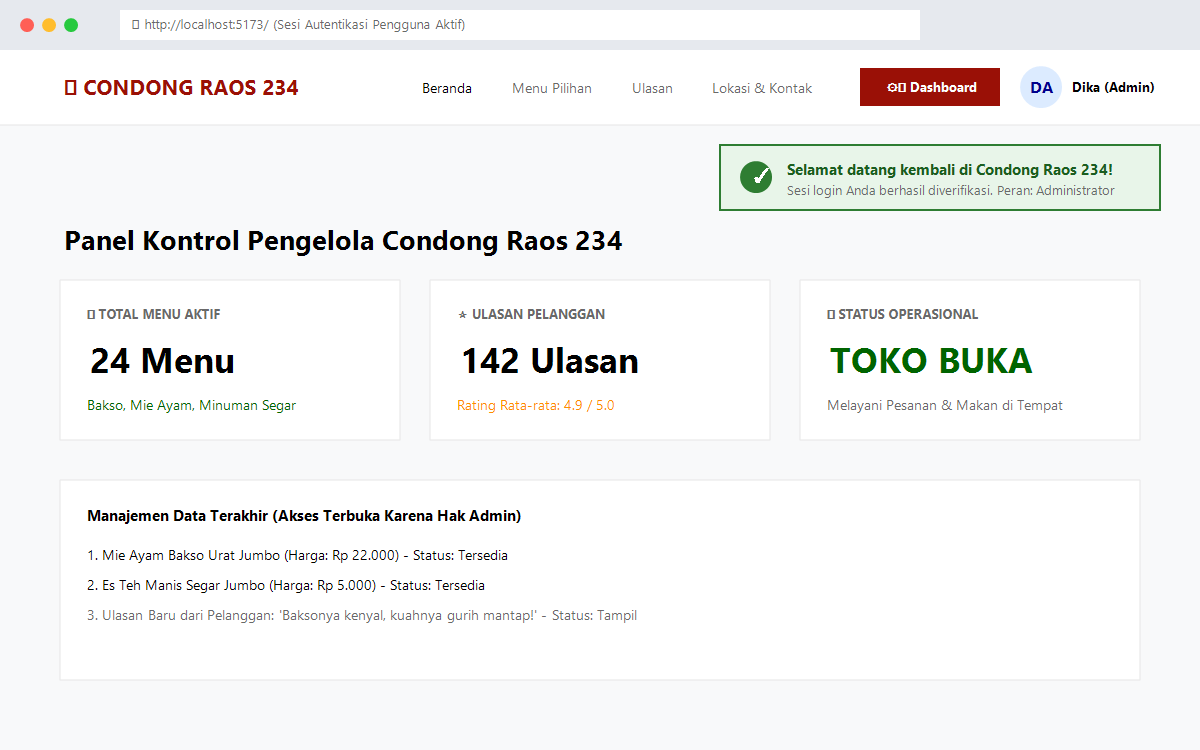 http://localhost:5173/ (Sesi Autentikasi Pengguna Aktif)
CONDONG RAOS 234
Beranda
Menu Pilihan
Ulasan
Lokasi & Kontak
Dashboard
DA
Dika (Admin)
Selamat datang kembali di Condong Raos 234!
Sesi login Anda berhasil diverifikasi. Peran: Administrator
Panel Kontrol Pengelola Condong Raos 234
TOTAL MENU AKTIF
24 Menu
Bakso, Mie Ayam, Minuman Segar
⭐ ULASAN PELANGGAN
142 Ulasan
Rating Rata-rata: 4.9 / 5.0
STATUS OPERASIONAL
TOKO BUKA
Melayani Pesanan & Makan di Tempat
Manajemen Data Terakhir (Akses Terbuka Karena Hak Admin)
1. Mie Ayam Bakso Urat Jumbo (Harga: Rp 22.000) - Status: Tersedia
2. Es Teh Manis Segar Jumbo (Harga: Rp 5.000) - Status: Tersedia
3. Ulasan Baru dari Pelanggan: 'Baksonya kenyal, kuahnya gurih mantap!' - Status: Tampil